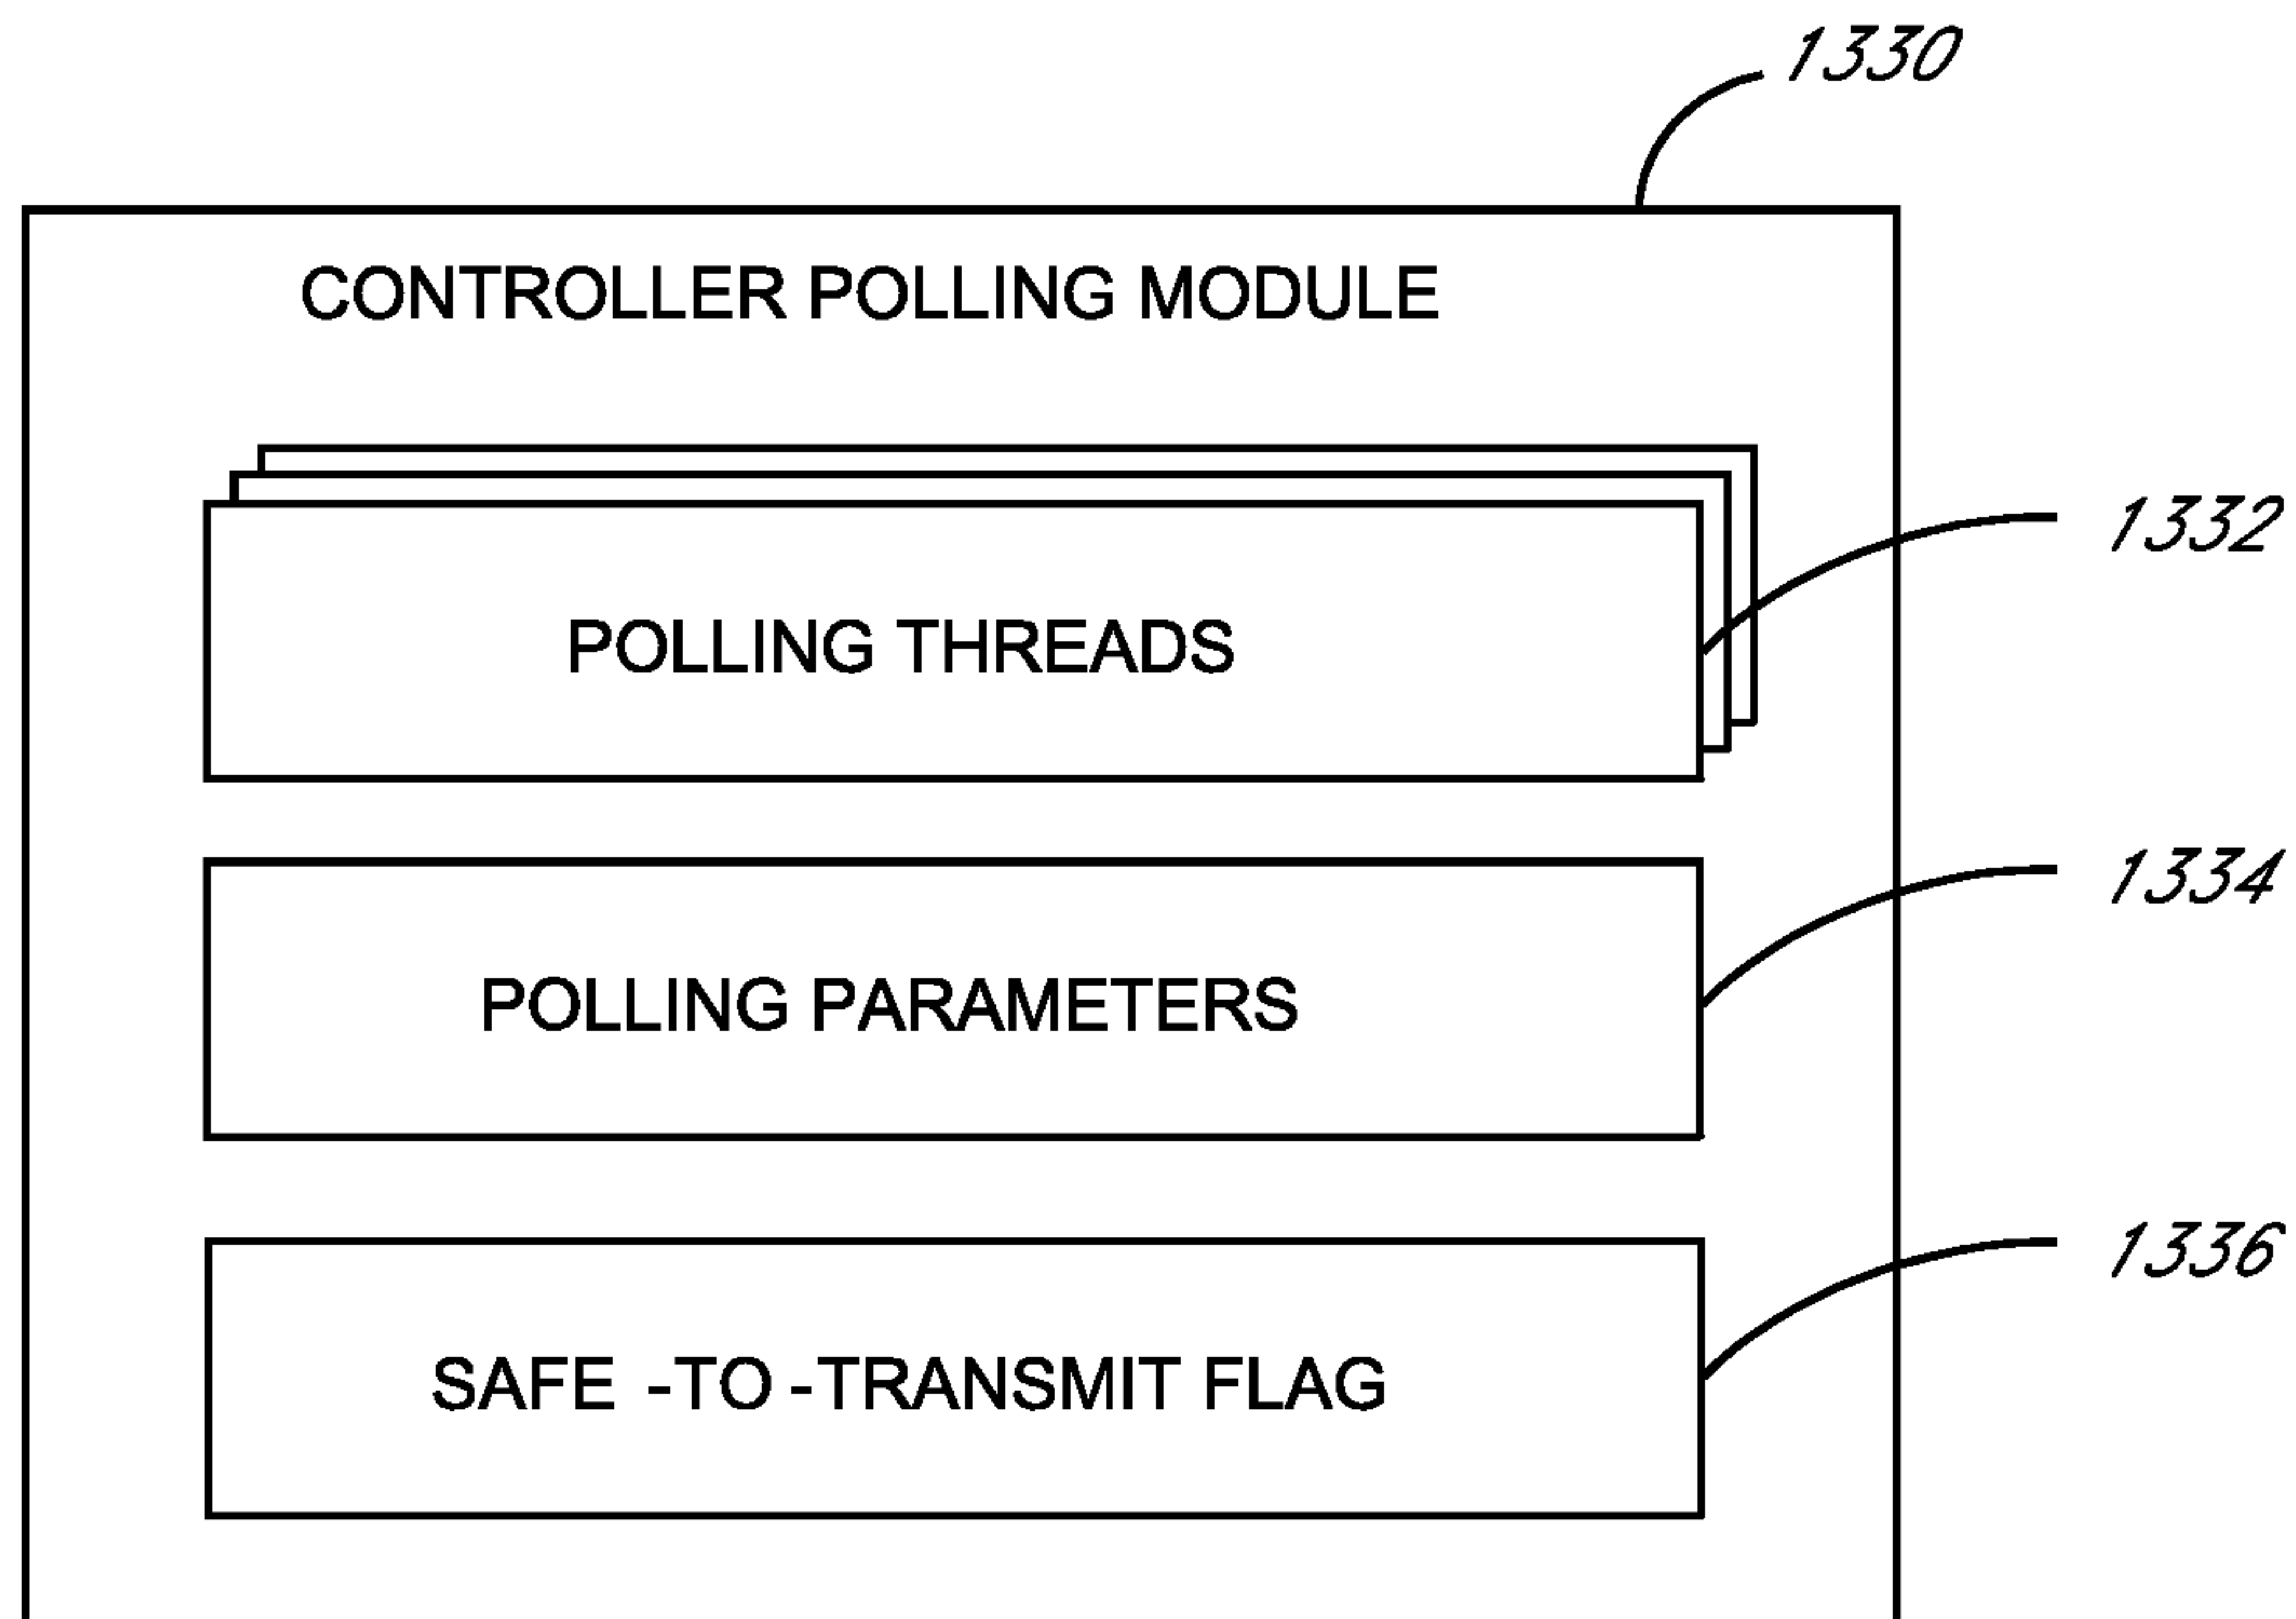 1330
CONTROLLER POLLING MODULE
1332
POLLING THREADS
1334
POLLING PARAMETERS
1336
SAFE -TO -TRANSMIT FLAG